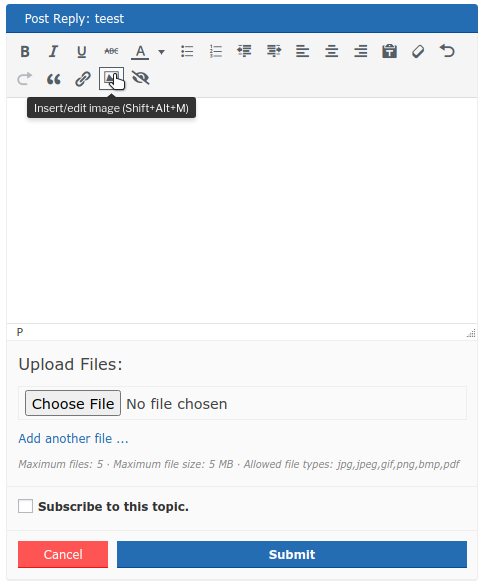 Post Reply: teest
B I U ABC A
Insert/edit image (Shift+Alt+M)
P
Upload Files:
Choose File No file chosen
Add another file ...
Maximum files: 5 · Maximum file size: 5 MB · Allowed file types: jpg,jpeg,gif,png,bmp,pdf
Subscribe to this topic.
Cancel Submit